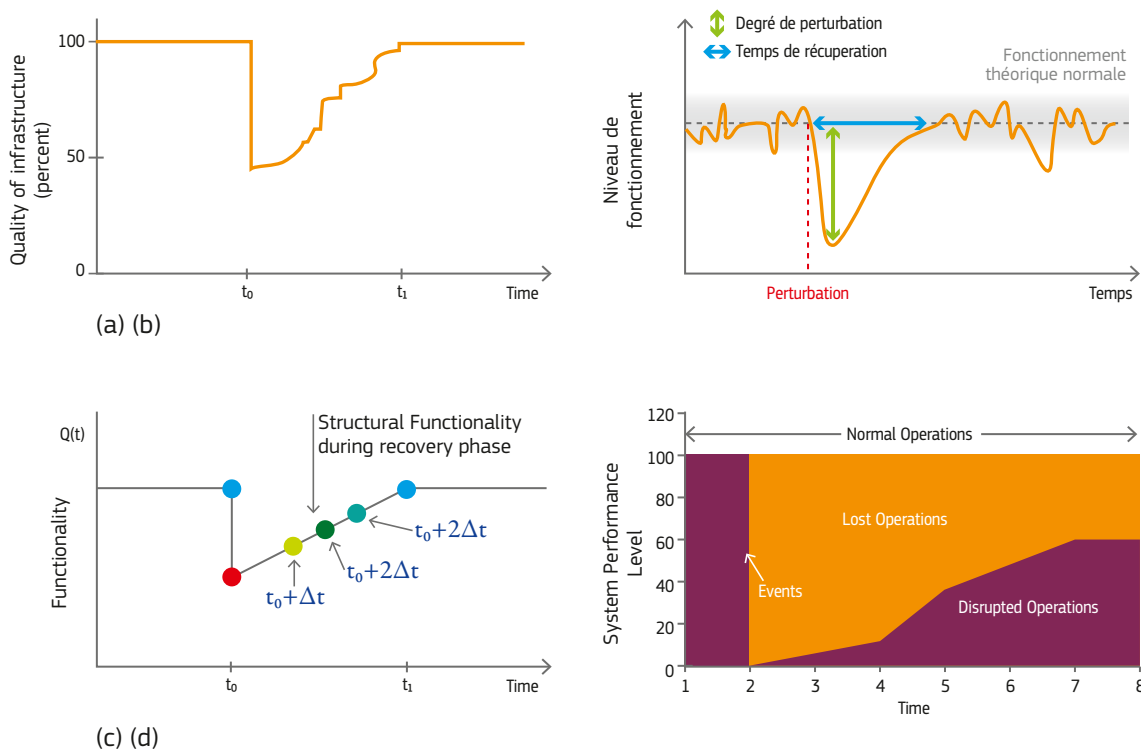 Quality of infrastructure
(percent)
100
50
0
t₀
t₁
Time
Degré de perturbation
Temps de récuperation
Fonctionnement
théorique normale
Niveau de
fonctionnement
Perturbation
Temps
(a) (b)
Q(t)
Functionality
Structural Functionality
during recovery phase
t₀+2Δt
t₀+2Δt
t₀+Δt
t₀
t₁
Time
System Performance
Level
120
100
80
60
40
20
0
Normal Operations
Lost Operations
Events
Disrupted Operations
1 2 3 4 5 6 7 8
Time
(c) (d)